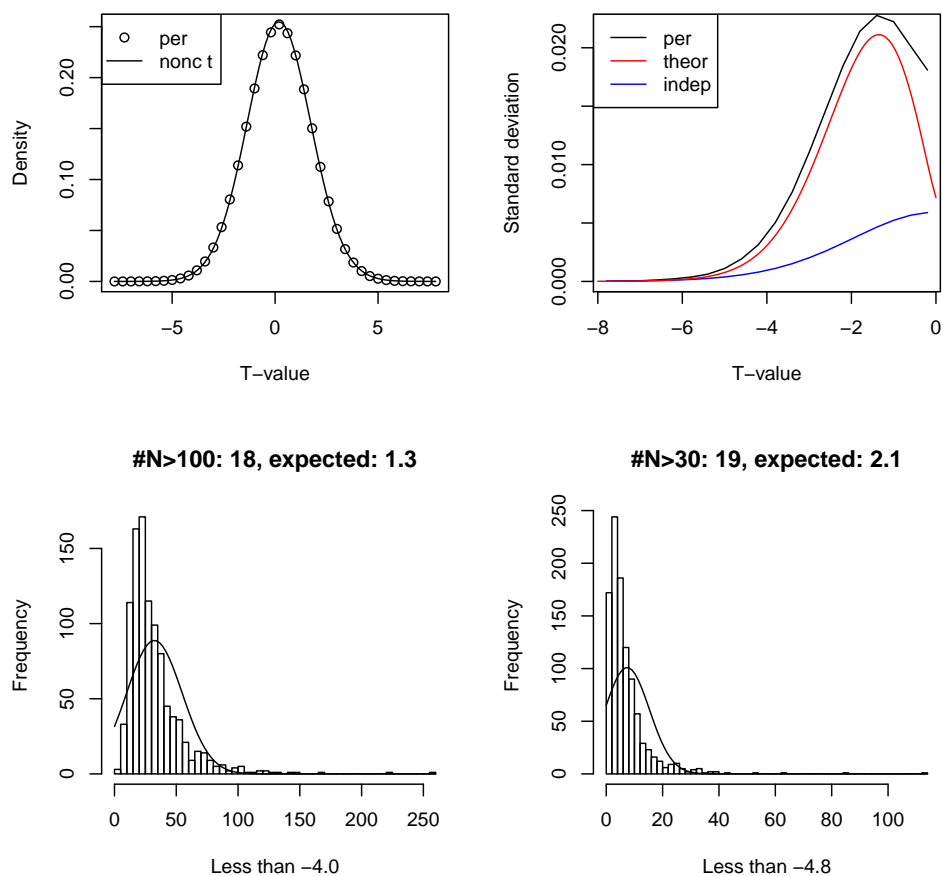 per
nonc t
0.00
0.10
0.20
Density
−5
0
5
T−value
per
theor
indep
0.000
0.010
0.020
Standard deviation
−8
−6
−4
−2
0
T−value
#N>100: 18, expected: 1.3
0
50
100
150
Frequency
0
50
100
150
200
250
Less than −4.0
#N>30: 19, expected: 2.1
0
50
100
150
200
250
Frequency
0
20
40
60
80
100
Less than −4.8